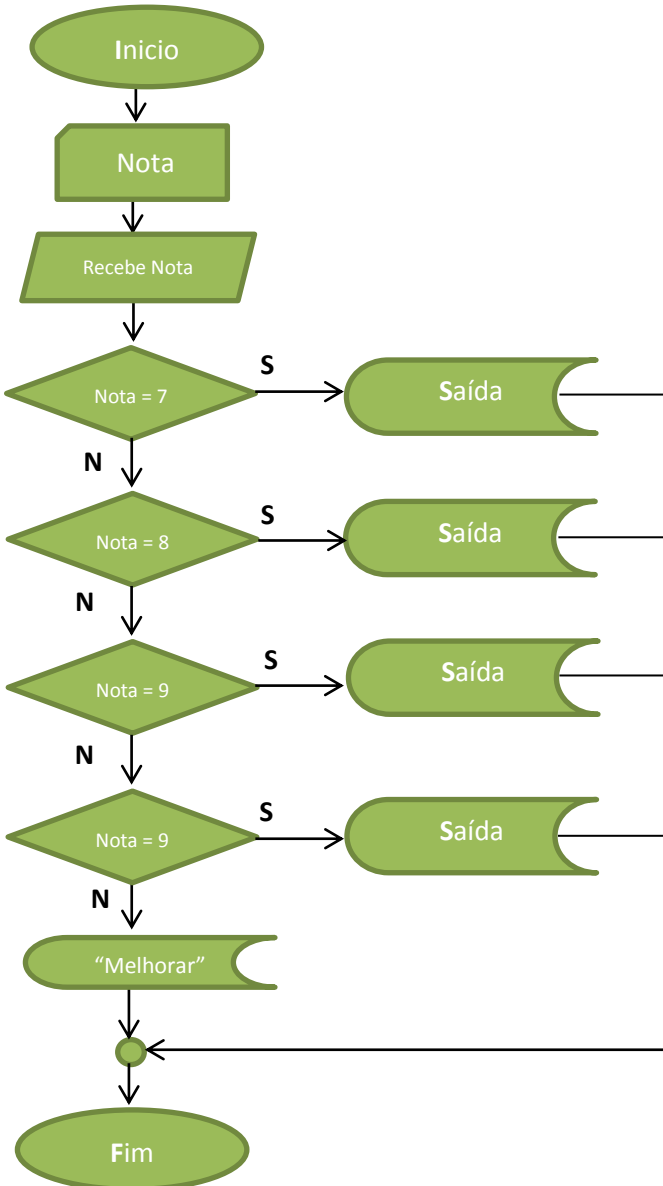 Inicio
Nota
Recebe Nota
Nota = 7
S
Saída
N
Nota = 8
S
Saída
N
Nota = 9
S
Saída
N
Nota = 9
S
Saída
N
“Melhorar”
Fim